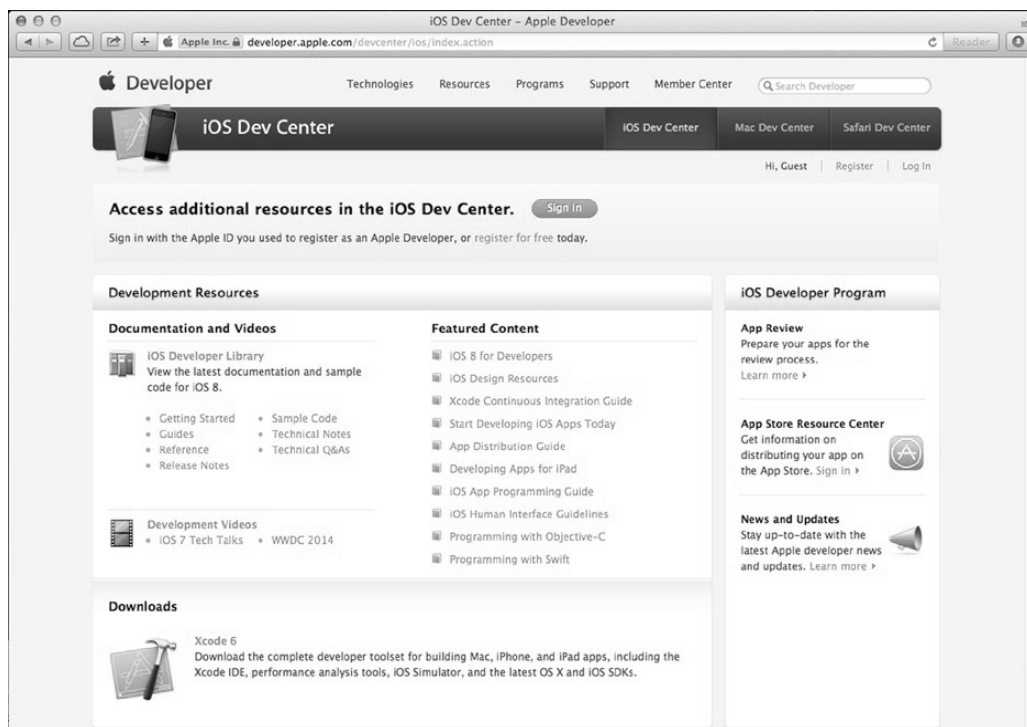 iOS Dev Center – Apple Developer
Apple Inc. developer.apple.com/devcenter/ios/index.action
Reader
Developer
Technologies Resources Programs Support Member Center Search Developer
iOS Dev Center
iOS Dev Center Mac Dev Center Safari Dev Center
Hi, Guest | Register | Log In
Access additional resources in the iOS Dev Center. Sign in
Sign in with the Apple ID you used to register as an Apple Developer, or register for free today.
Development Resources
Documentation and Videos
iOS Developer Library
View the latest documentation and sample
code for iOS 8.
• Getting Started • Sample Code
• Guides • Technical Notes
• Reference • Technical Q&As
• Release Notes
Development Videos
• iOS 7 Tech Talks • WWDC 2014
Featured Content
iOS 8 for Developers
iOS Design Resources
Xcode Continuous Integration Guide
Start Developing iOS Apps Today
App Distribution Guide
Developing Apps for iPad
iOS App Programming Guide
iOS Human Interface Guidelines
Programming with Objective-C
Programming with Swift
Downloads
Xcode 6
Download the complete developer toolset for building Mac, iPhone, and iPad apps, including the
Xcode IDE, performance analysis tools, iOS Simulator, and the latest OS X and iOS SDKs.
iOS Developer Program
App Review
Prepare your apps for the
review process.
Learn more
App Store Resource Center
Get information on
distributing your app on
the App Store. Sign in
News and Updates
Stay up-to-date with the
latest Apple developer news
and updates. Learn more